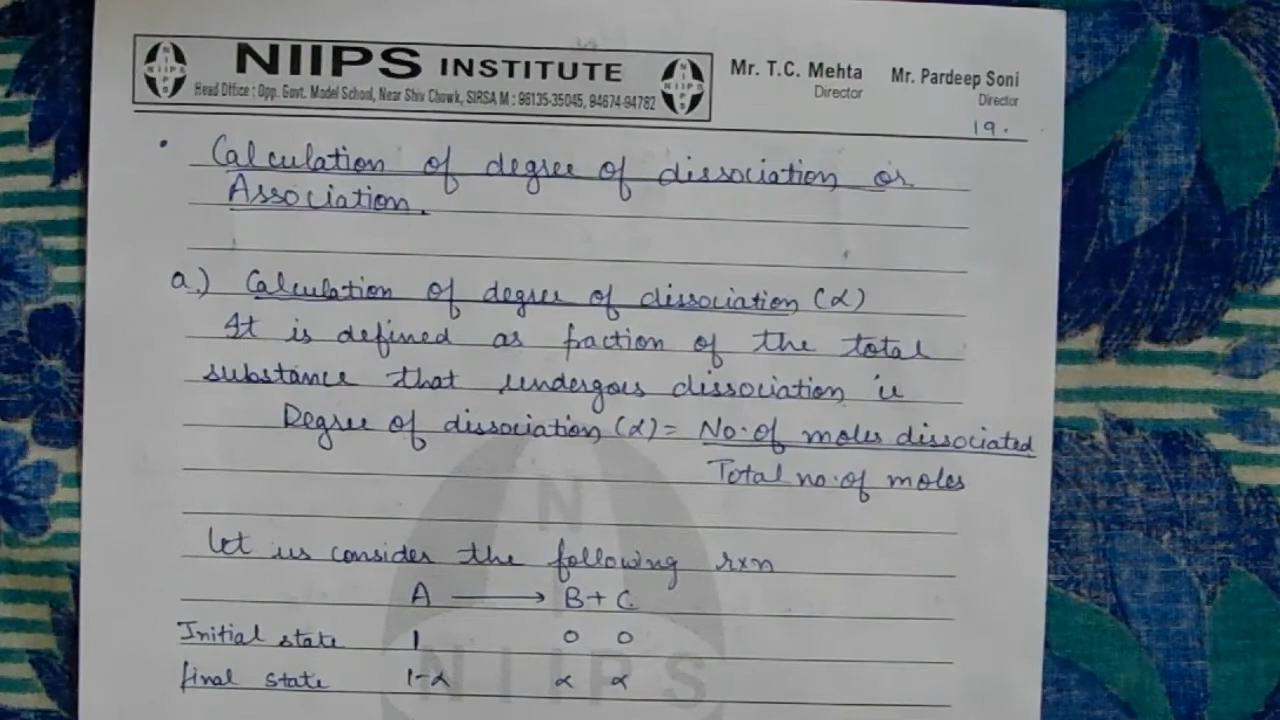 NIIPS INSTITUTE
Head Office : Opp. Govt. Model School, Near Shiv Chowk, SIRSA M : 98135-35045, 94674-94782
Mr. T.C. Mehta
Director
Mr. Pardeep Soni
Director
19.
• Calculation of degree of dissociation or
Association.
a.) Calculation of degree of dissociation (α)
It is defined as fraction of the total
substance that undergoes dissociation ie
Degree of dissociation (α) = No. of moles dissociated
Total no. of moles
Let us consider the following rxn
A → B + C
Initial state 1 0 0
final state 1-α α α
NIIPS